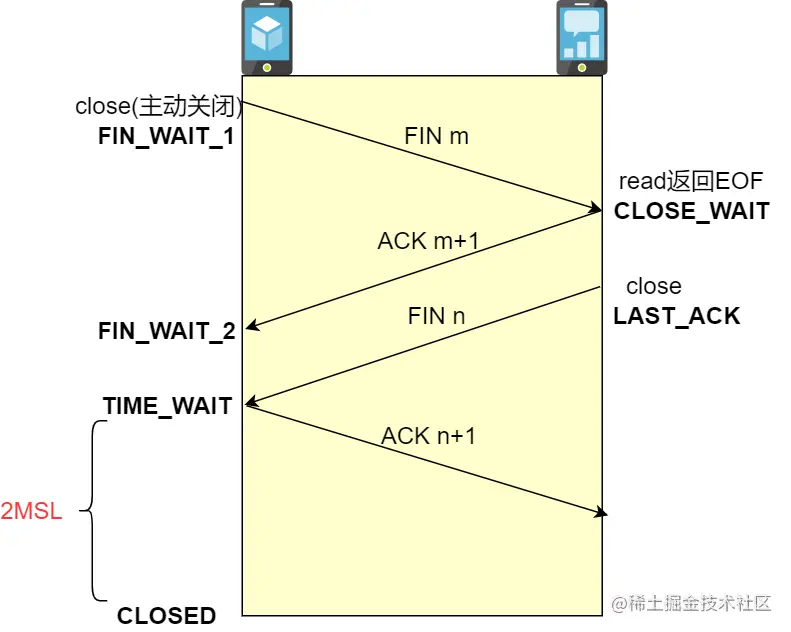 close(主动关闭)
FIN_WAIT_1
FIN m
read返回EOF
CLOSE_WAIT
ACK m+1
close
LAST_ACK
FIN n
FIN_WAIT_2
TIME_WAIT
ACK n+1
2MSL
CLOSED
@稀土掘金技术社区